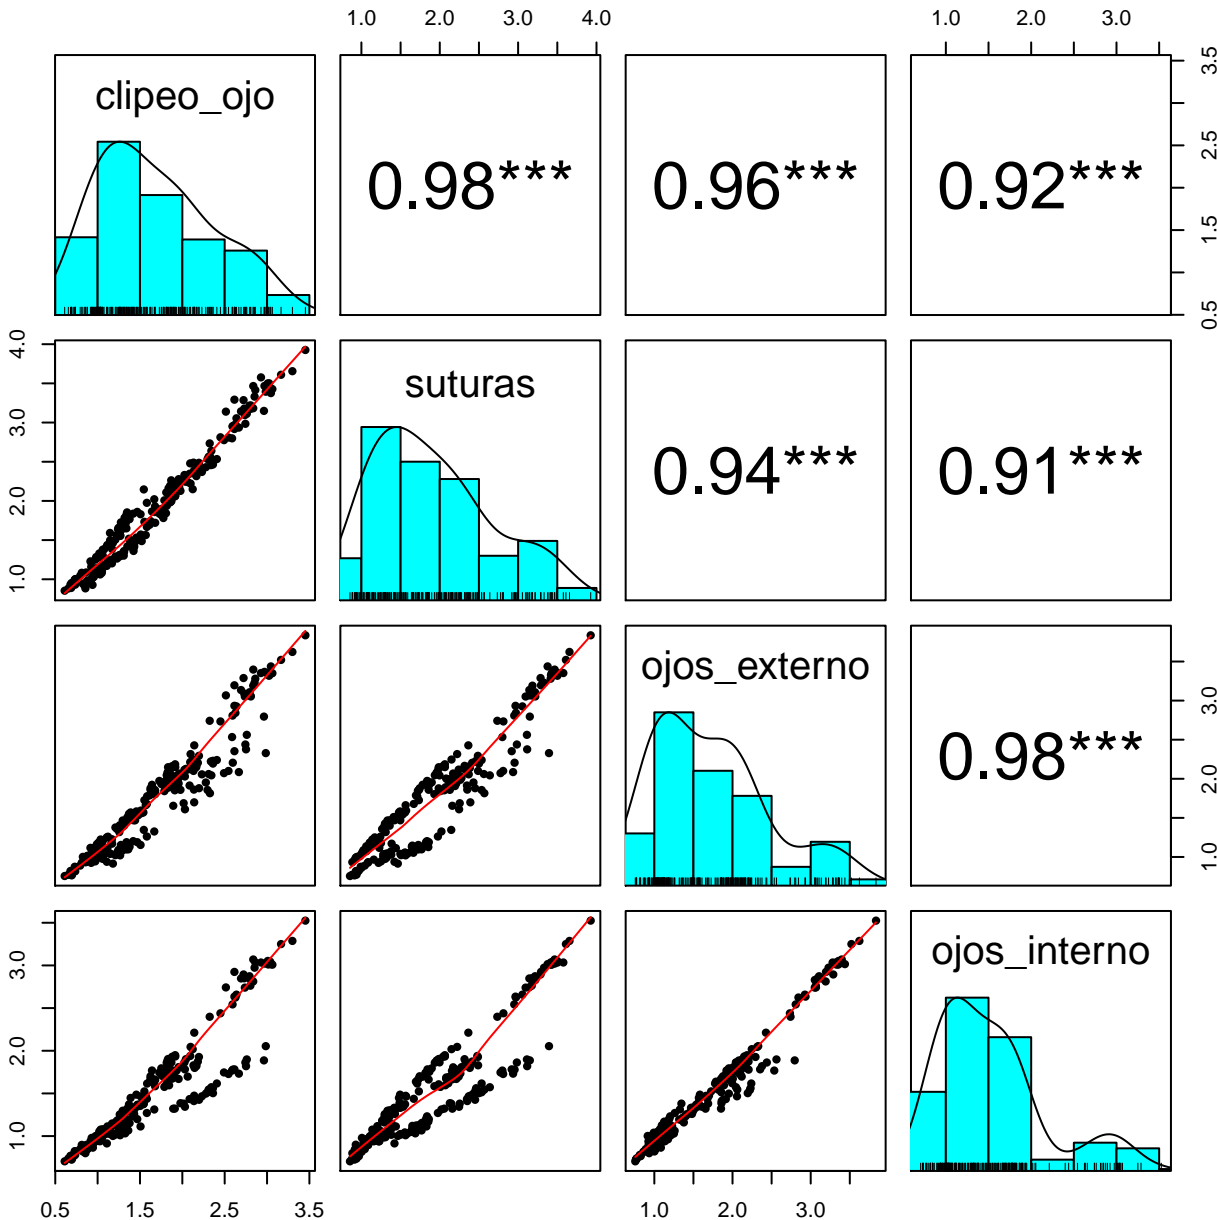 1.0 2.0 3.0 4.0 1.0 2.0 3.0
clipeo_ojo 0.98*** 0.96*** 0.92*** 0.5 1.5 2.5 3.5
1.0 2.0 3.0 4.0 suturas 0.94*** 0.91***
ojos_externo 0.98*** 1.0 2.0 3.0
1.0 2.0 3.0 ojos_interno
0.5 1.5 2.5 3.5 1.0 2.0 3.0